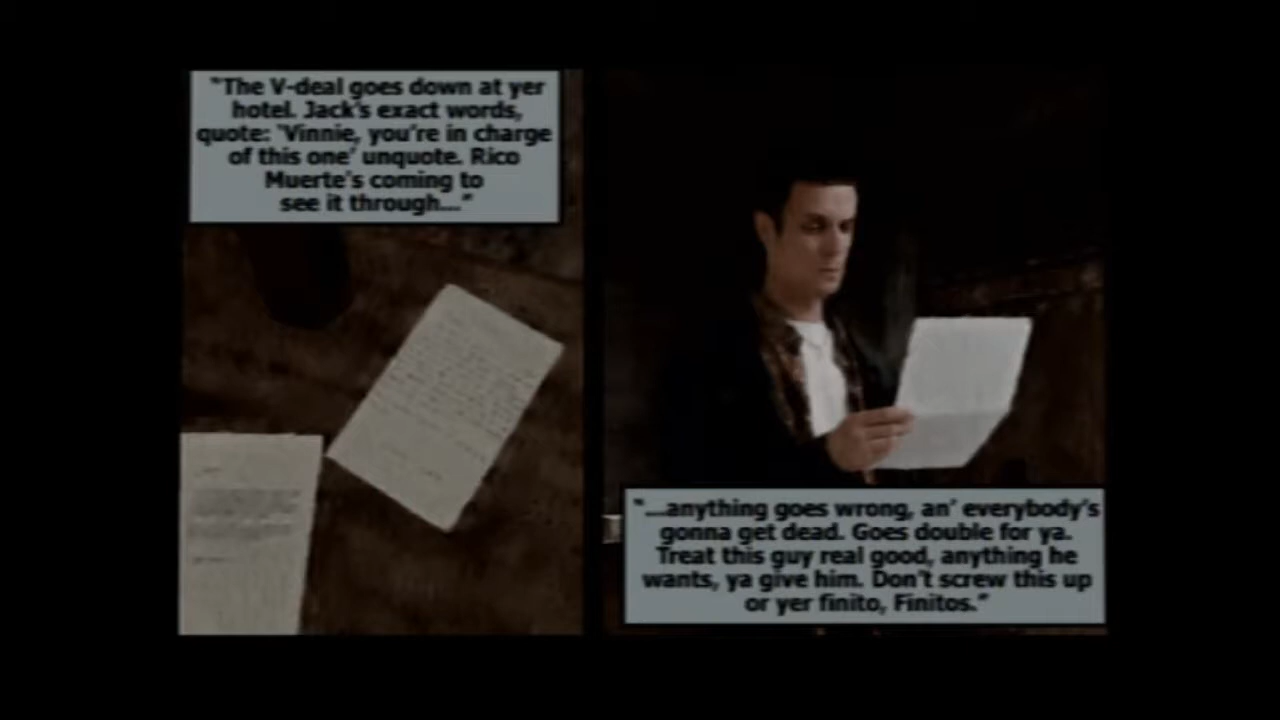 "The V-deal goes down at yer
hotel. Jack's exact words,
quote: 'Vinnie, you're in charge
of this one' unquote. Rico
Muerte's coming to
see it through..."
"...anything goes wrong, an' everybody's
gonna get dead. Goes double for ya.
Treat this guy real good, anything he
wants, ya give him. Don't screw this up
or yer finito, Finitos."